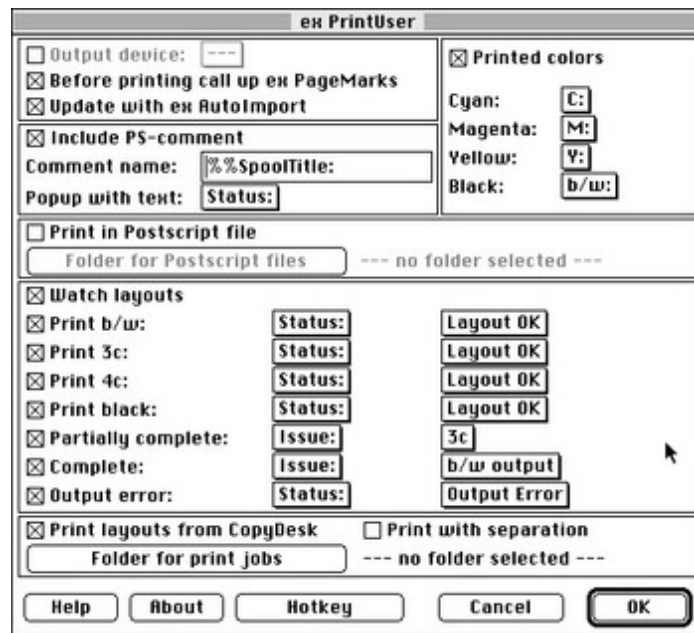 ex PrintUser
Output device: ---
Before printing call up ex PageMarks
Update with ex AutoImport
Printed colors
Cyan: C:
Magenta: M:
Yellow: Y:
Black: b/w:
Include PS-comment
Comment name: %%SpoolTitle:
Popup with text: Status:
Print in Postscript file
Folder for Postscript files --- no folder selected ---
Watch layouts
Print b/w: Status: Layout OK
Print 3c: Status: Layout OK
Print 4c: Status: Layout OK
Print black: Status: Layout OK
Partially complete: Issue: 3c
Complete: Issue: b/w output
Output error: Status: Output Error
Print layouts from CopyDesk Print with separation
Folder for print jobs --- no folder selected ---
Help About Hotkey Cancel OK